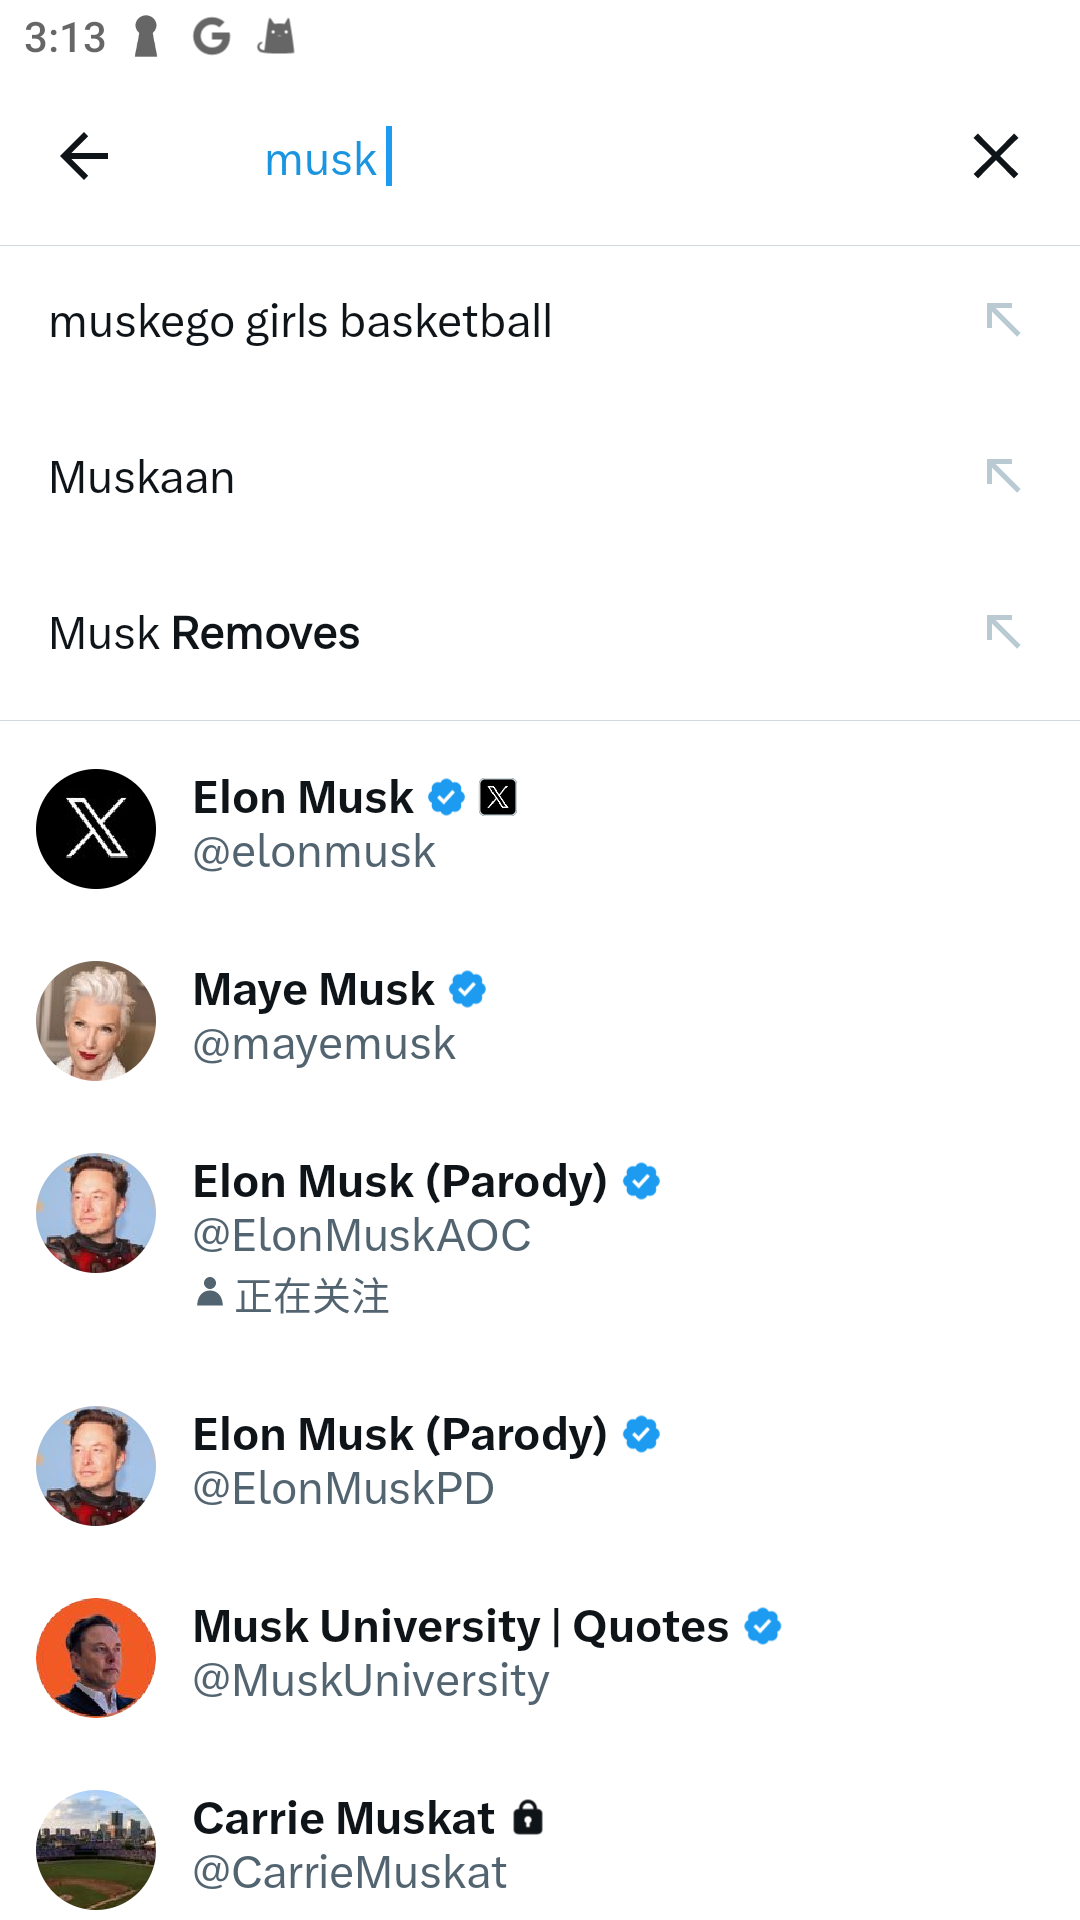 3:13
musk
muskego girls basketball
Muskaan
Musk Removes
Elon Musk
@elonmusk
Maye Musk
@mayemusk
Elon Musk (Parody)
@ElonMuskAOC
正在关注
Elon Musk (Parody)
@ElonMuskPD
Musk University | Quotes
@MuskUniversity
Carrie Muskat
@CarrieMuskat